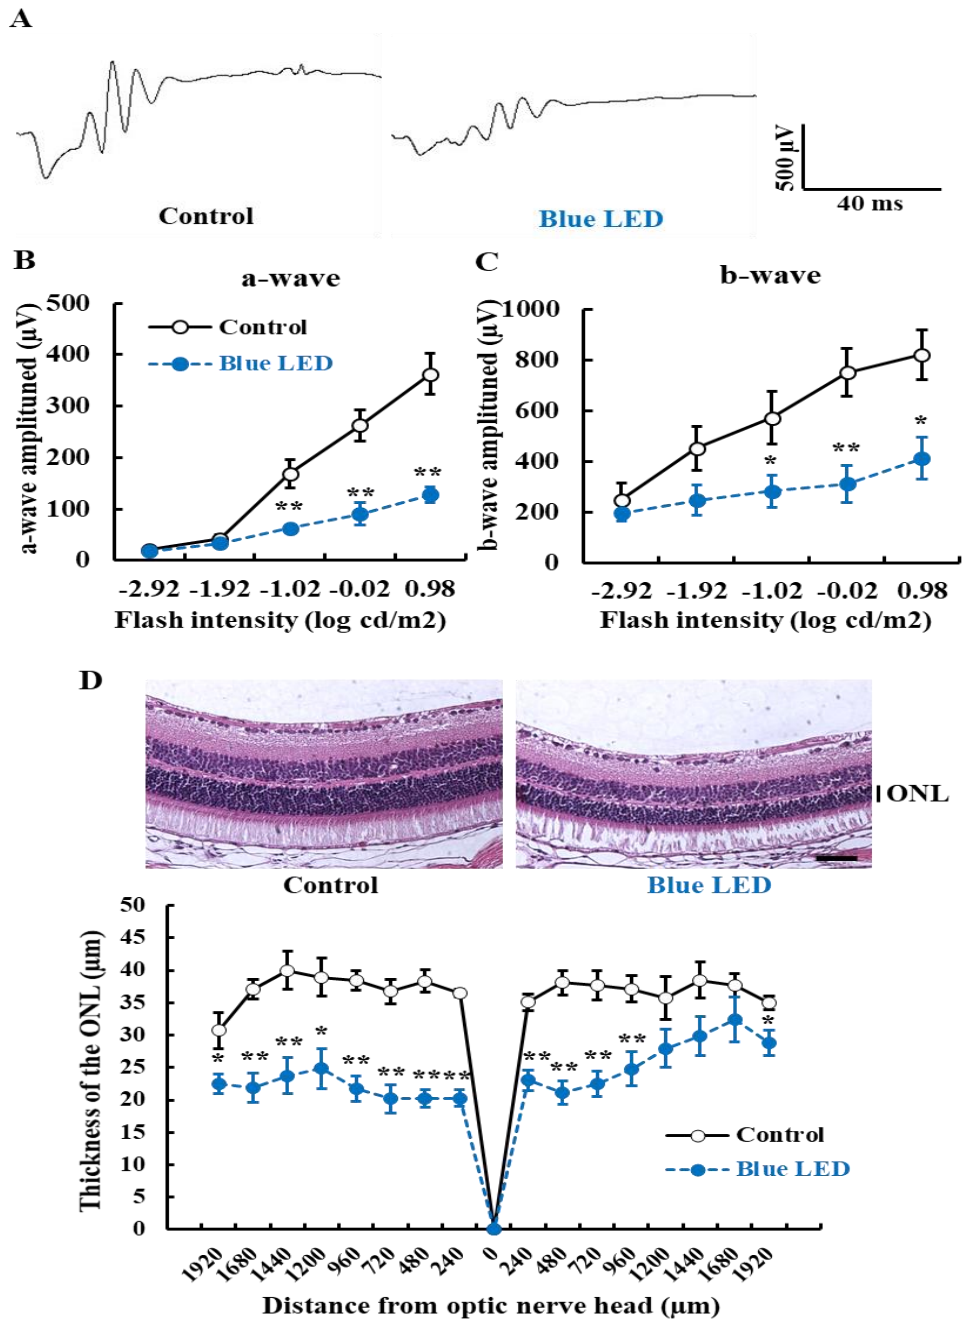 A
Control
Blue LED
500 μV
40 ms
B
a-wave
a-wave amplituned (μV)
500
400
300
200
100
0
Control
Blue LED
**
**
**
-2.92 -1.92 -1.02 -0.02 0.98
Flash intensity (log cd/m2)
C
b-wave
b-wave amplituned (μV)
1000
800
600
400
200
0
*
**
*
-2.92 -1.92 -1.02 -0.02 0.98
Flash intensity (log cd/m2)
D
ONL
Control
Blue LED
Thickness of the ONL (μm)
50
45
40
35
30
25
20
15
10
5
0
* ** ** * ** ** ** ** ** ** ** ** *
Control
Blue LED
1920 1680 1440 1200 960 720 480 240 0 240 480 720 960 1200 1440 1680 1920
Distance from optic nerve head (μm)